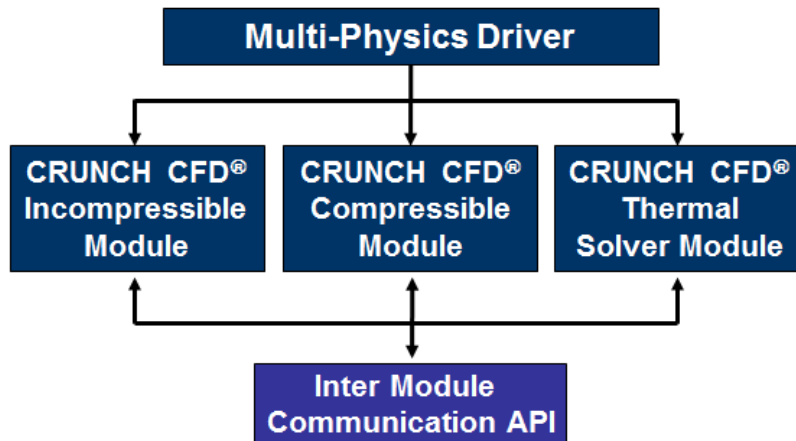 Multi-Physics Driver
CRUNCH CFD®
Incompressible
Module
CRUNCH CFD®
Compressible
Module
CRUNCH CFD®
Thermal
Solver Module
Inter Module
Communication API